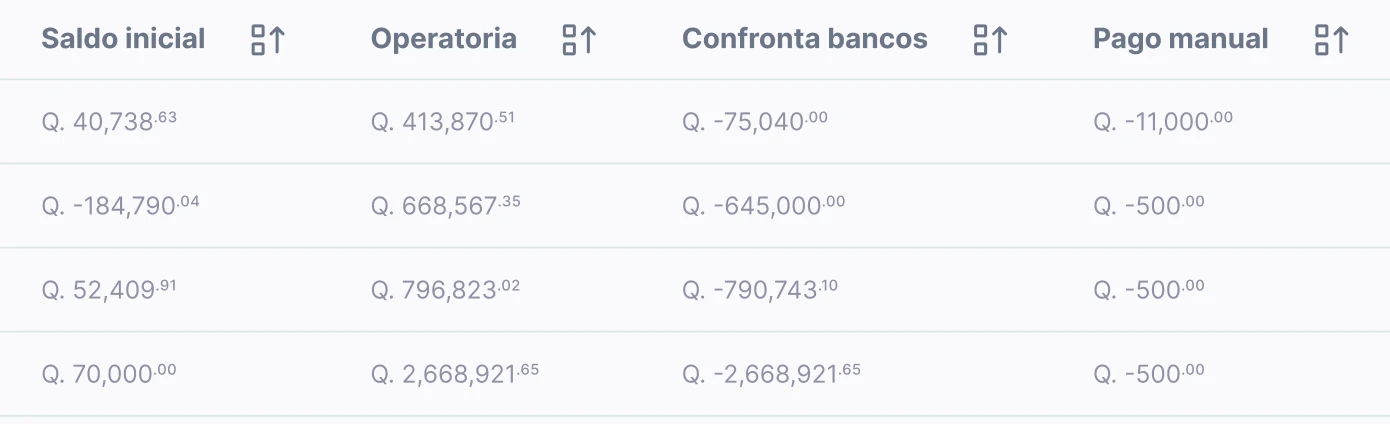 Saldo inicial Operatoria Confronta bancos Pago manual
Q. 40,738.63 Q. 413,870.51 Q. -75,040.00 Q. -11,000.00
Q. -184,790.04 Q. 668,567.35 Q. -645,000.00 Q. -500.00
Q. 52,409.91 Q. 796,823.02 Q. -790,743.10 Q. -500.00
Q. 70,000.00 Q. 2,668,921.65 Q. -2,668,921.65 Q. -500.00